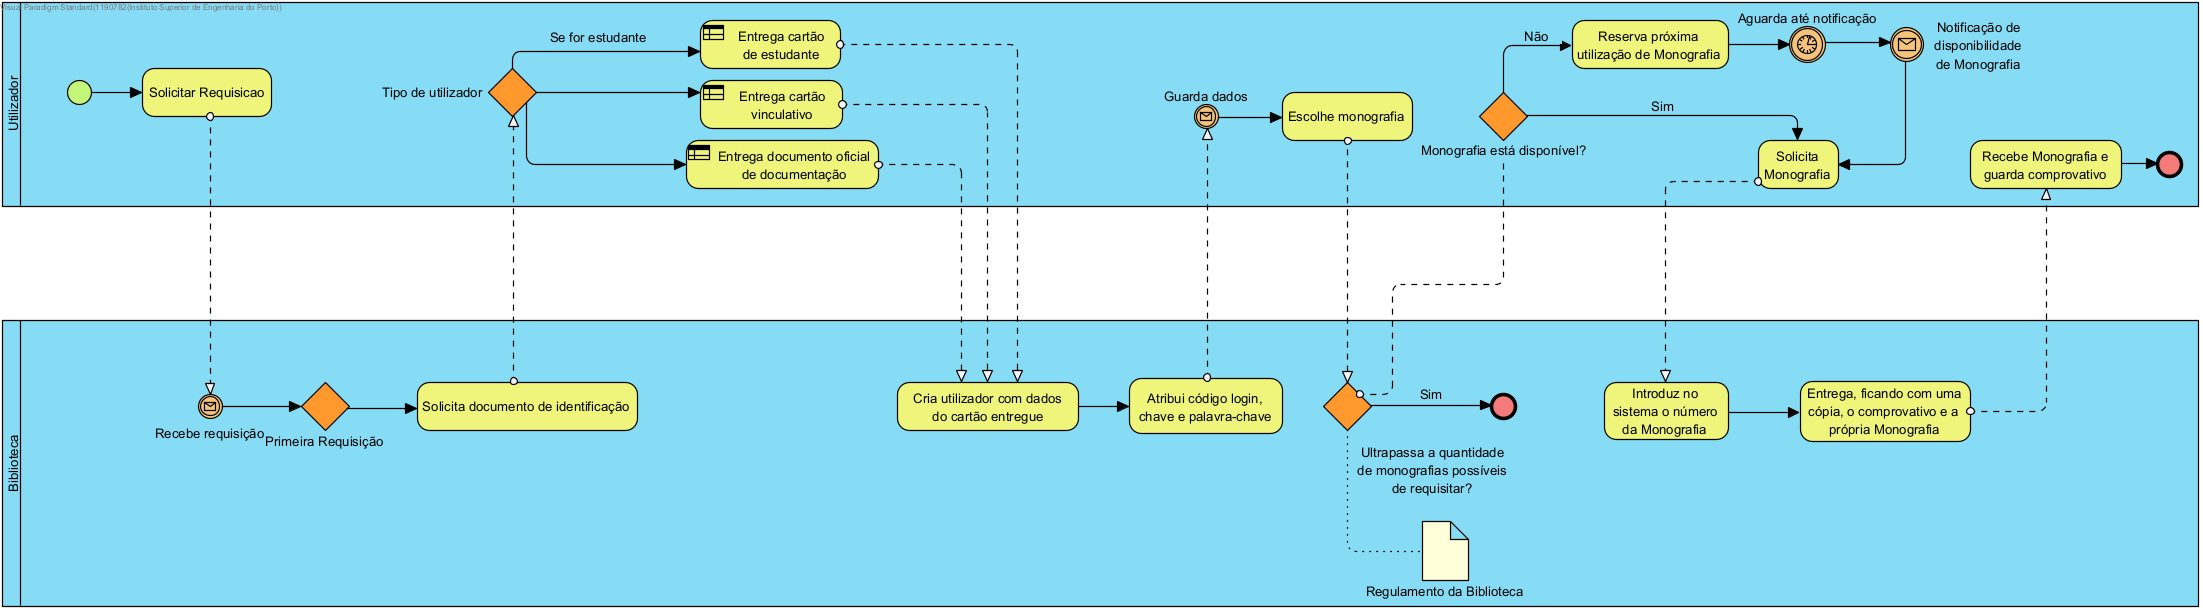 Visual Paradigm Standard(1190782(Instituto Superior de Engenharia do Porto))
Utilizador
Solicitar Requisicao
Tipo de utilizador
Se for estudante
Entrega cartão
de estudante
Entrega cartão
vinculativo
Entrega documento oficial
de documentação
Guarda dados
Escolhe monografia
Monografia está disponível?
Não
Sim
Reserva próxima
utilização de Monografia
Aguarda até notificação
Notificação de
disponibilidade
de Monografia
Solicita
Monografia
Recebe Monografia e
guarda comprovativo
Biblioteca
Recebe requisição
Primeira Requisição
Solicita documento de identificação
Cria utilizador com dados
do cartão entregue
Atribui código login,
chave e palavra-chave
Sim
Ultrapassa a quantidade
de monografias possíveis
de requisitar?
Regulamento da Biblioteca
Introduz no
sistema o número
da Monografia
Entrega, ficando com uma
cópia, o comprovativo e a
própria Monografia